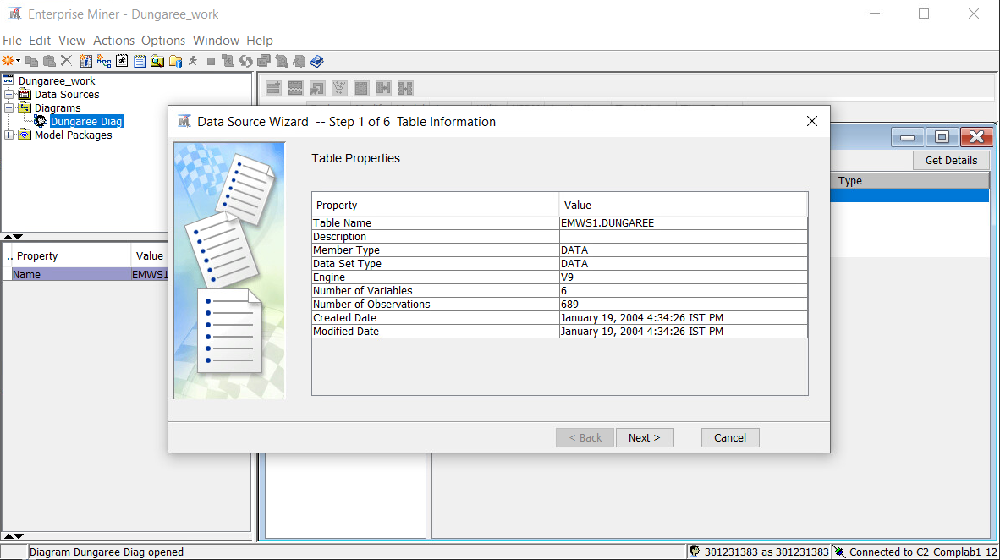 Enterprise Miner - Dungaree_work
File Edit View Actions Options Window Help
Dungaree_work
Data Sources
Diagrams
Dungaree Diag
Model Packages
.. Property Value
Name EMWS1
Data Source Wizard -- Step 1 of 6 Table Information
Table Properties
Property Value
Table Name EMWS1.DUNGAREE
Description
Member Type DATA
Data Set Type DATA
Engine V9
Number of Variables 6
Number of Observations 689
Created Date January 19, 2004 4:34:26 IST PM
Modified Date January 19, 2004 4:34:26 IST PM
< Back Next > Cancel
Get Details
Type
Diagram Dungaree Diag opened
301231383 as 301231383
Connected to C2-Complab1-12